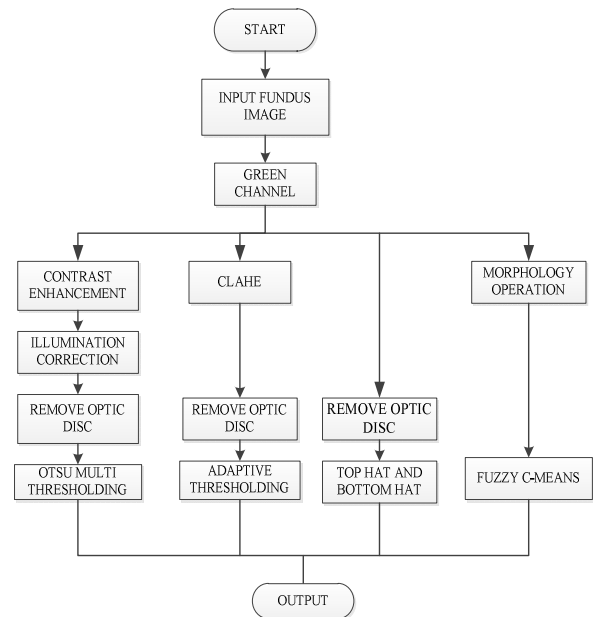 START
INPUT FUNDUS
IMAGE
GREEN
CHANNEL
CONTRAST
ENHANCEMENT
CLAHE
MORPHOLOGY
OPERATION
ILLUMINATION
CORRECTION
REMOVE OPTIC
DISC
REMOVE OPTIC
DISC
REMOVE OPTIC
DISC
OTSU MULTI
THRESHOLDING
ADAPTIVE
THRESHOLDING
TOP HAT AND
BOTTOM HAT
FUZZY C-MEANS
OUTPUT